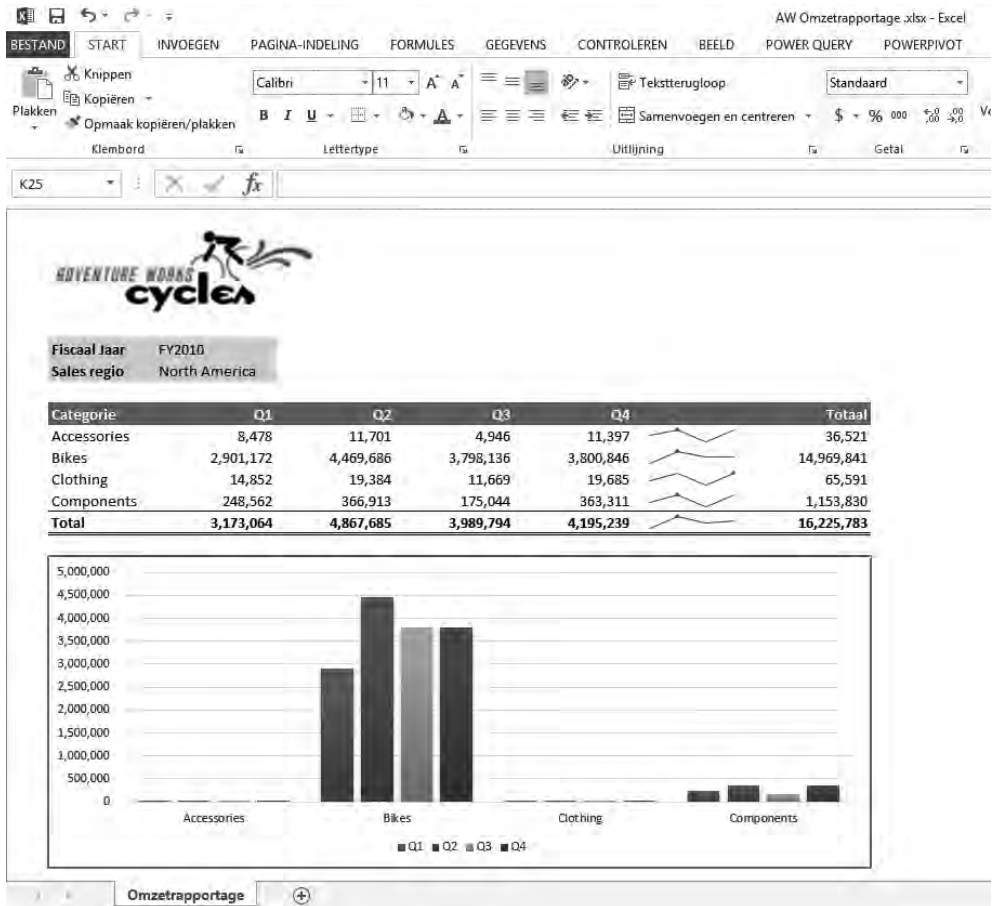 AW Omzetrapportage .xlsx - Excel
BESTAND START INVOEGEN PAGINA-INDELING FORMULES GEGEVENS CONTROLEREN BEELD POWER QUERY POWERPIVOT
Plakken
Knippen
Kopiëren
Opmaak kopiëren/plakken
Klembord
Calibri 11 A A
B I U A
Lettertype
Tekstterugloop
Samenvoegen en centreren
Uitlijning
Standaard
$ % 000
Getal
K25 fx
ADVENTURE WORKS
cycles
Fiscaal Jaar FY2010
Sales regio North America
Categorie Q1 Q2 Q3 Q4 Totaal
Accessories 8,478 11,701 4,946 11,397 36,521
Bikes 2,901,172 4,469,686 3,798,136 3,800,846 14,969,841
Clothing 14,852 19,384 11,669 19,685 65,591
Components 248,562 366,913 175,044 363,311 1,153,830
Total 3,173,064 4,867,685 3,989,794 4,195,239 16,225,783
5,000,000
4,500,000
4,000,000
3,500,000
3,000,000
2,500,000
2,000,000
1,500,000
1,000,000
500,000
0
Accessories Bikes Clothing Components
Q1 Q2 Q3 Q4
Omzetrapportage